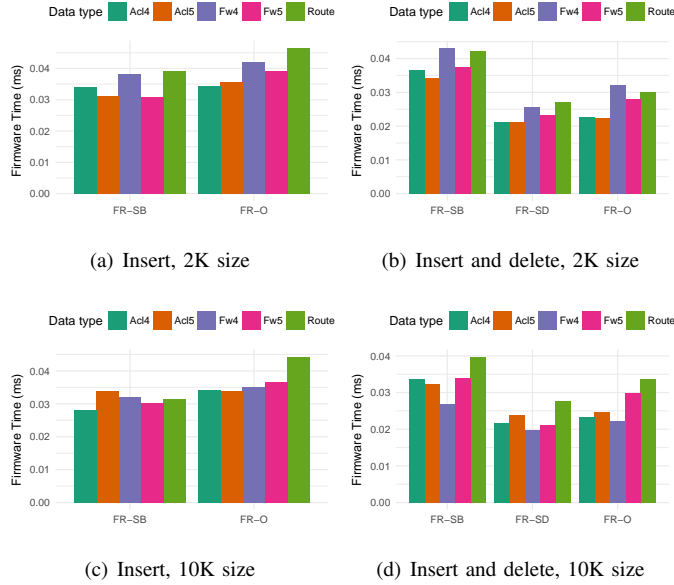 Data type Acl4 Acl5 Fw4 Fw5 Route
Firmware Time (ms)
0.04
0.03
0.02
0.01
0.00
FR−SB FR−O
(a) Insert, 2K size
Data type Acl4 Acl5 Fw4 Fw5 Route
Firmware Time (ms)
0.04
0.03
0.02
0.01
0.00
FR−SB FR−SD FR−O
(b) Insert and delete, 2K size
Data type Acl4 Acl5 Fw4 Fw5 Route
Firmware Time (ms)
0.04
0.03
0.02
0.01
0.00
FR−SB FR−O
(c) Insert, 10K size
Data type Acl4 Acl5 Fw4 Fw5 Route
Firmware Time (ms)
0.04
0.03
0.02
0.01
0.00
FR−SB FR−SD FR−O
(d) Insert and delete, 10K size